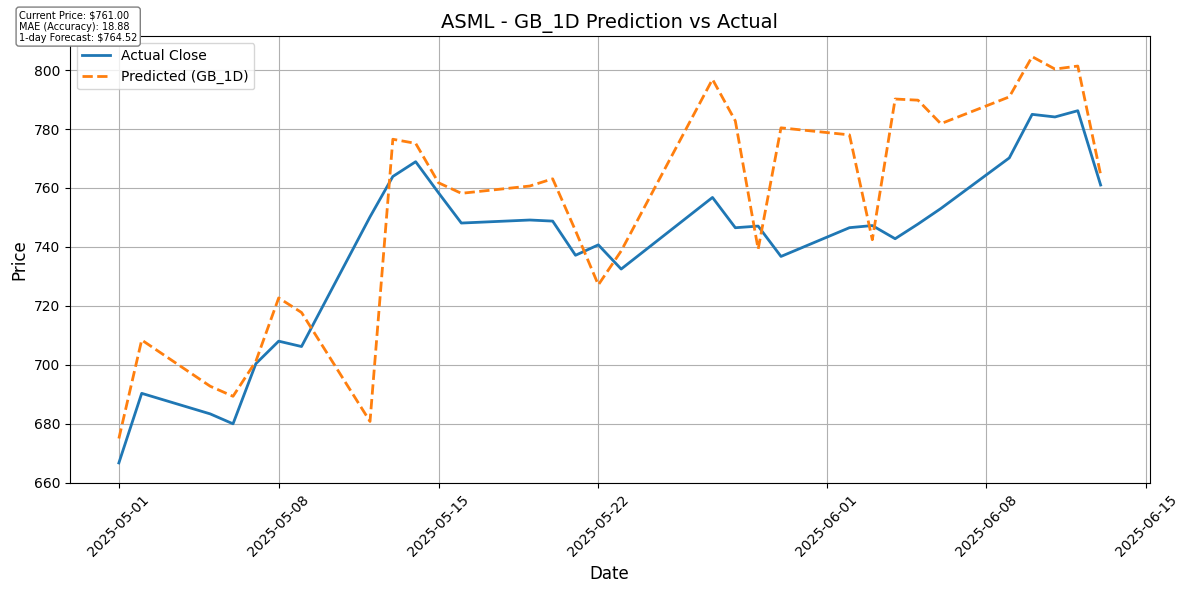 Current Price: $761.00
MAE (Accuracy): 18.88
1-day Forecast: $764.52
ASML - GB_1D Prediction vs Actual
Actual Close
Predicted (GB_1D)
Price
800
780
760
740
720
700
680
660
2025-05-01
2025-05-08
2025-05-15
2025-05-22
2025-06-01
2025-06-08
2025-06-15
Date